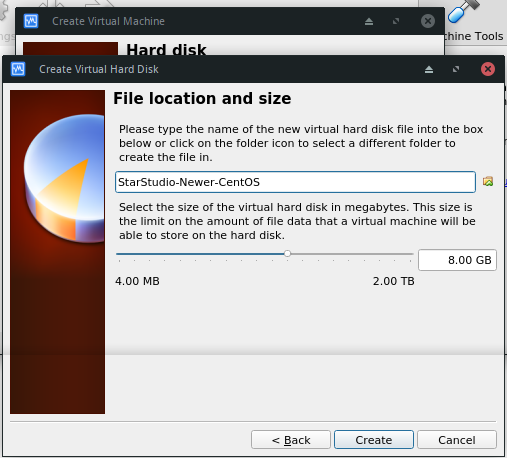 Create Virtual Machine
hine Tools
Hard disk
Create Virtual Hard Disk
File location and size
Please type the name of the new virtual hard disk file into the box
below or click on the folder icon to select a different folder to
create the file in.
StarStudio-Newer-CentOS
Select the size of the virtual hard disk in megabytes. This size is
the limit on the amount of file data that a virtual machine will be
able to store on the hard disk.
8.00 GB
4.00 MB 2.00 TB
< Back Create Cancel